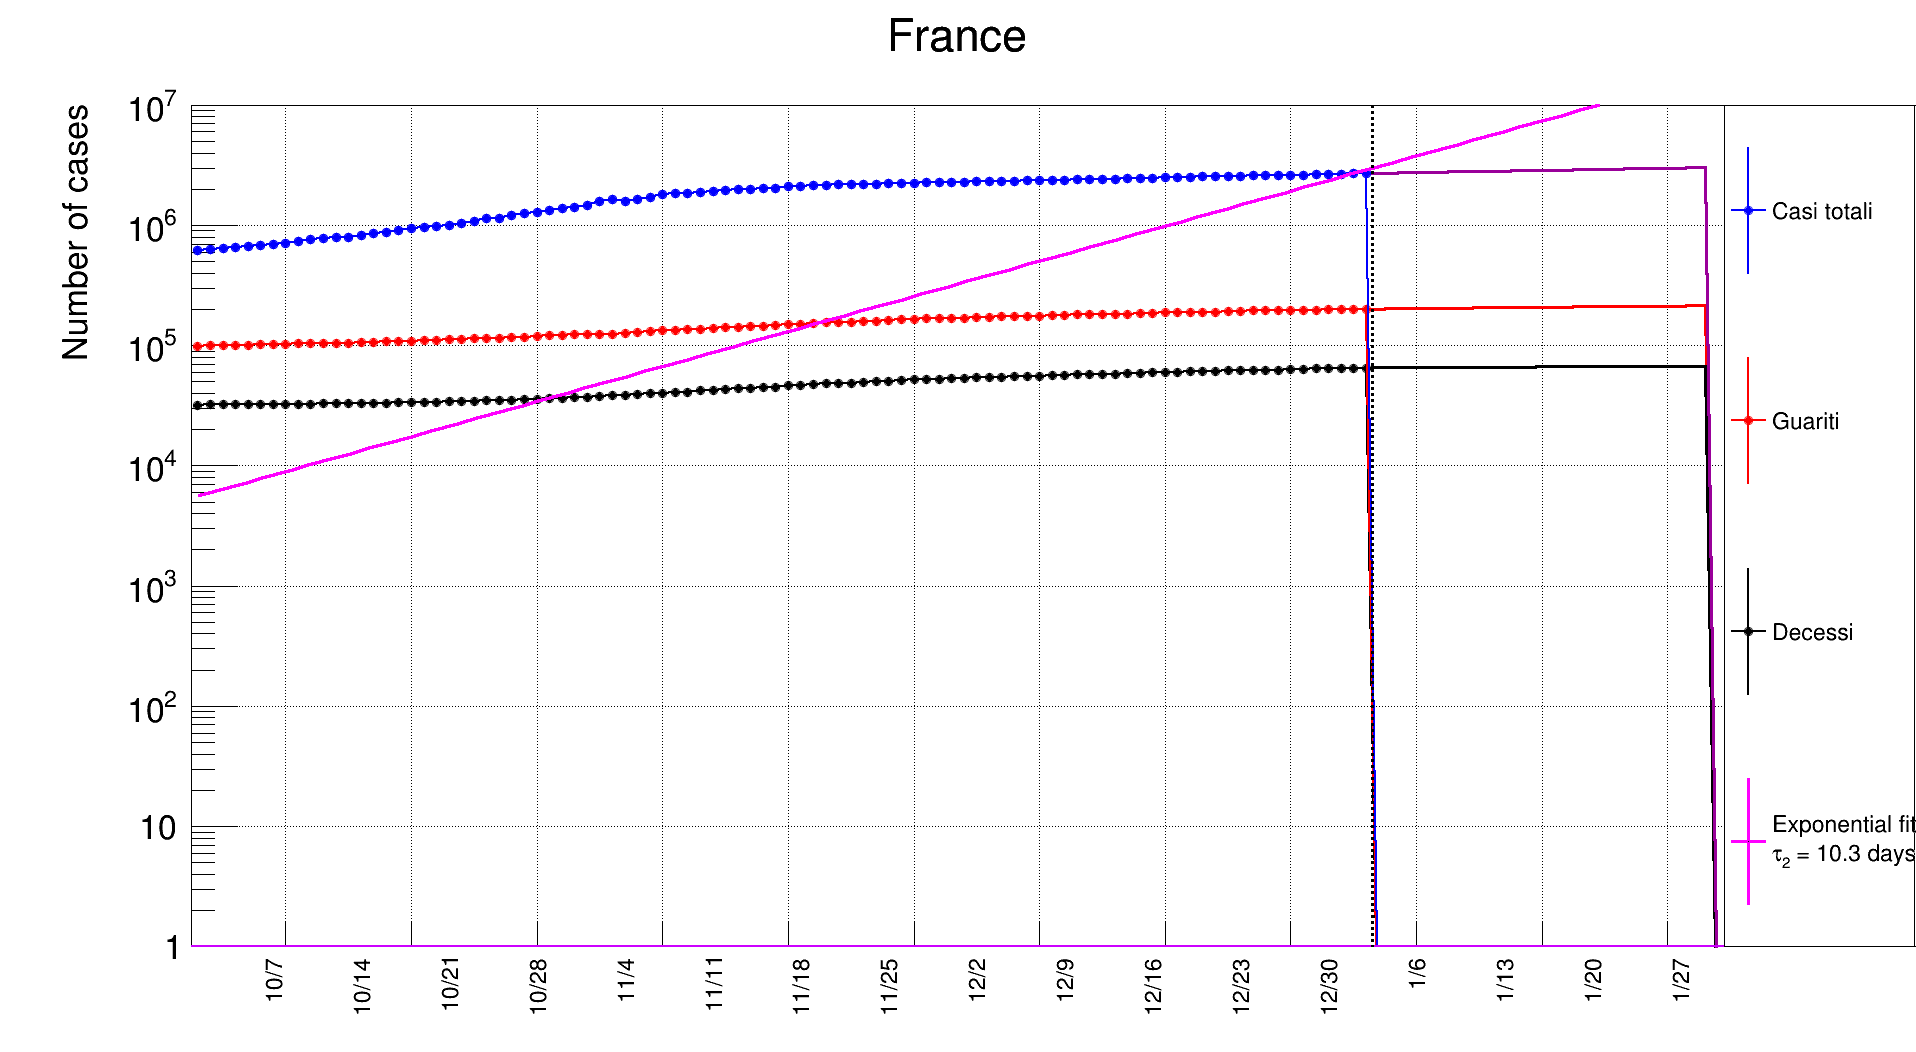 France
Number of cases
10^7
10^6
10^5
10^4
10^3
10^2
10
1
10/7 10/14 10/21 10/28 11/4 11/11 11/18 11/25 12/2 12/9 12/16 12/23 12/30 1/6 1/13 1/20 1/27
Casi totali
Guariti
Decessi
Exponential fit
τ₂ = 10.3 days